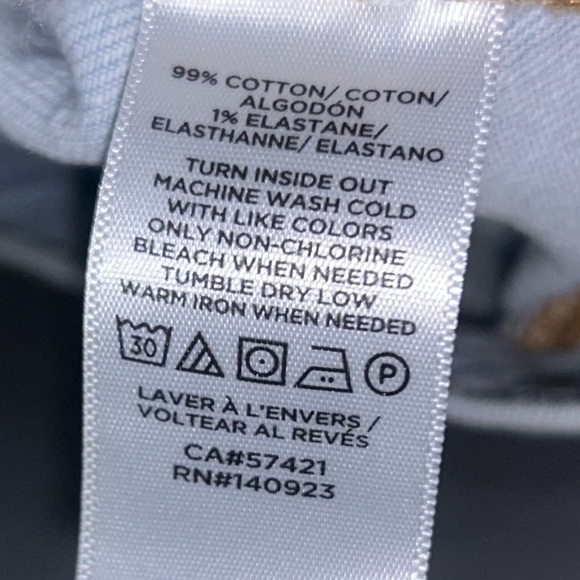 99% COTTON/ COTON/
ALGODÓN
1% ELASTANE/
ELASTHANNE/ ELASTANO
TURN INSIDE OUT
MACHINE WASH COLD
WITH LIKE COLORS
ONLY NON-CHLORINE
BLEACH WHEN NEEDED
TUMBLE DRY LOW
WARM IRON WHEN NEEDED
30 P
LAVER À L'ENVERS /
VOLTEAR AL REVÉS
CA#57421
RN#140923